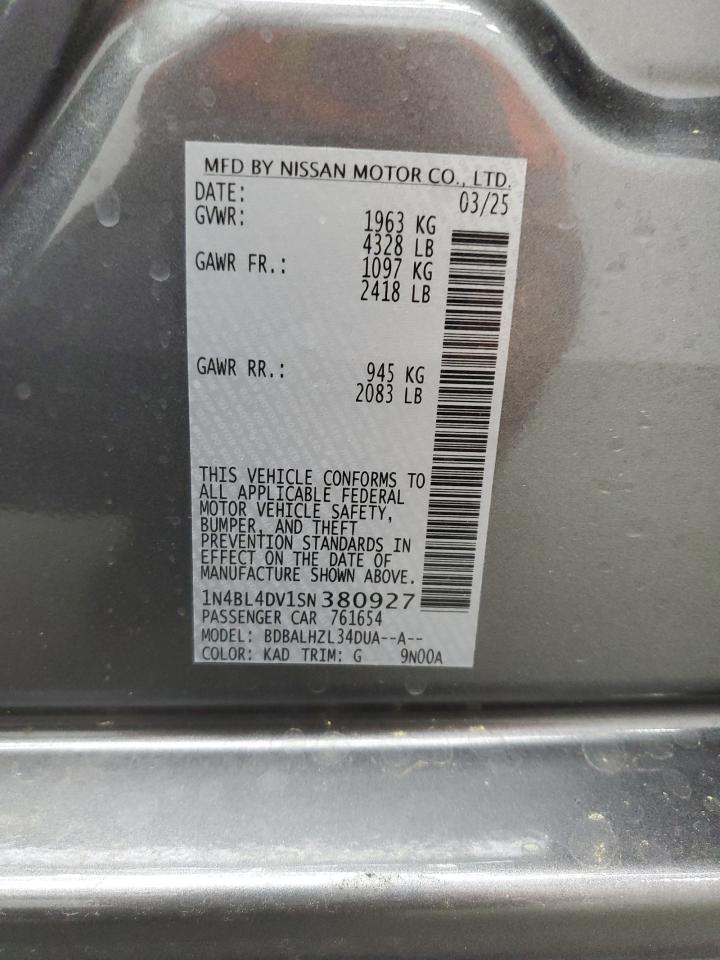 MFD BY NISSAN MOTOR CO., LTD.
DATE: 03/25
GVWR: 1963 KG
4328 LB
GAWR FR.: 1097 KG
2418 LB
GAWR RR.: 945 KG
2083 LB
THIS VEHICLE CONFORMS TO
ALL APPLICABLE FEDERAL
MOTOR VEHICLE SAFETY,
BUMPER, AND THEFT
PREVENTION STANDARDS IN
EFFECT ON THE DATE OF
MANUFACTURE SHOWN ABOVE.
1N4BL4DV1SN380927
PASSENGER CAR 761654
MODEL: BDBALHZL34DUA--A--
COLOR: KAD TRIM: G 9N00A